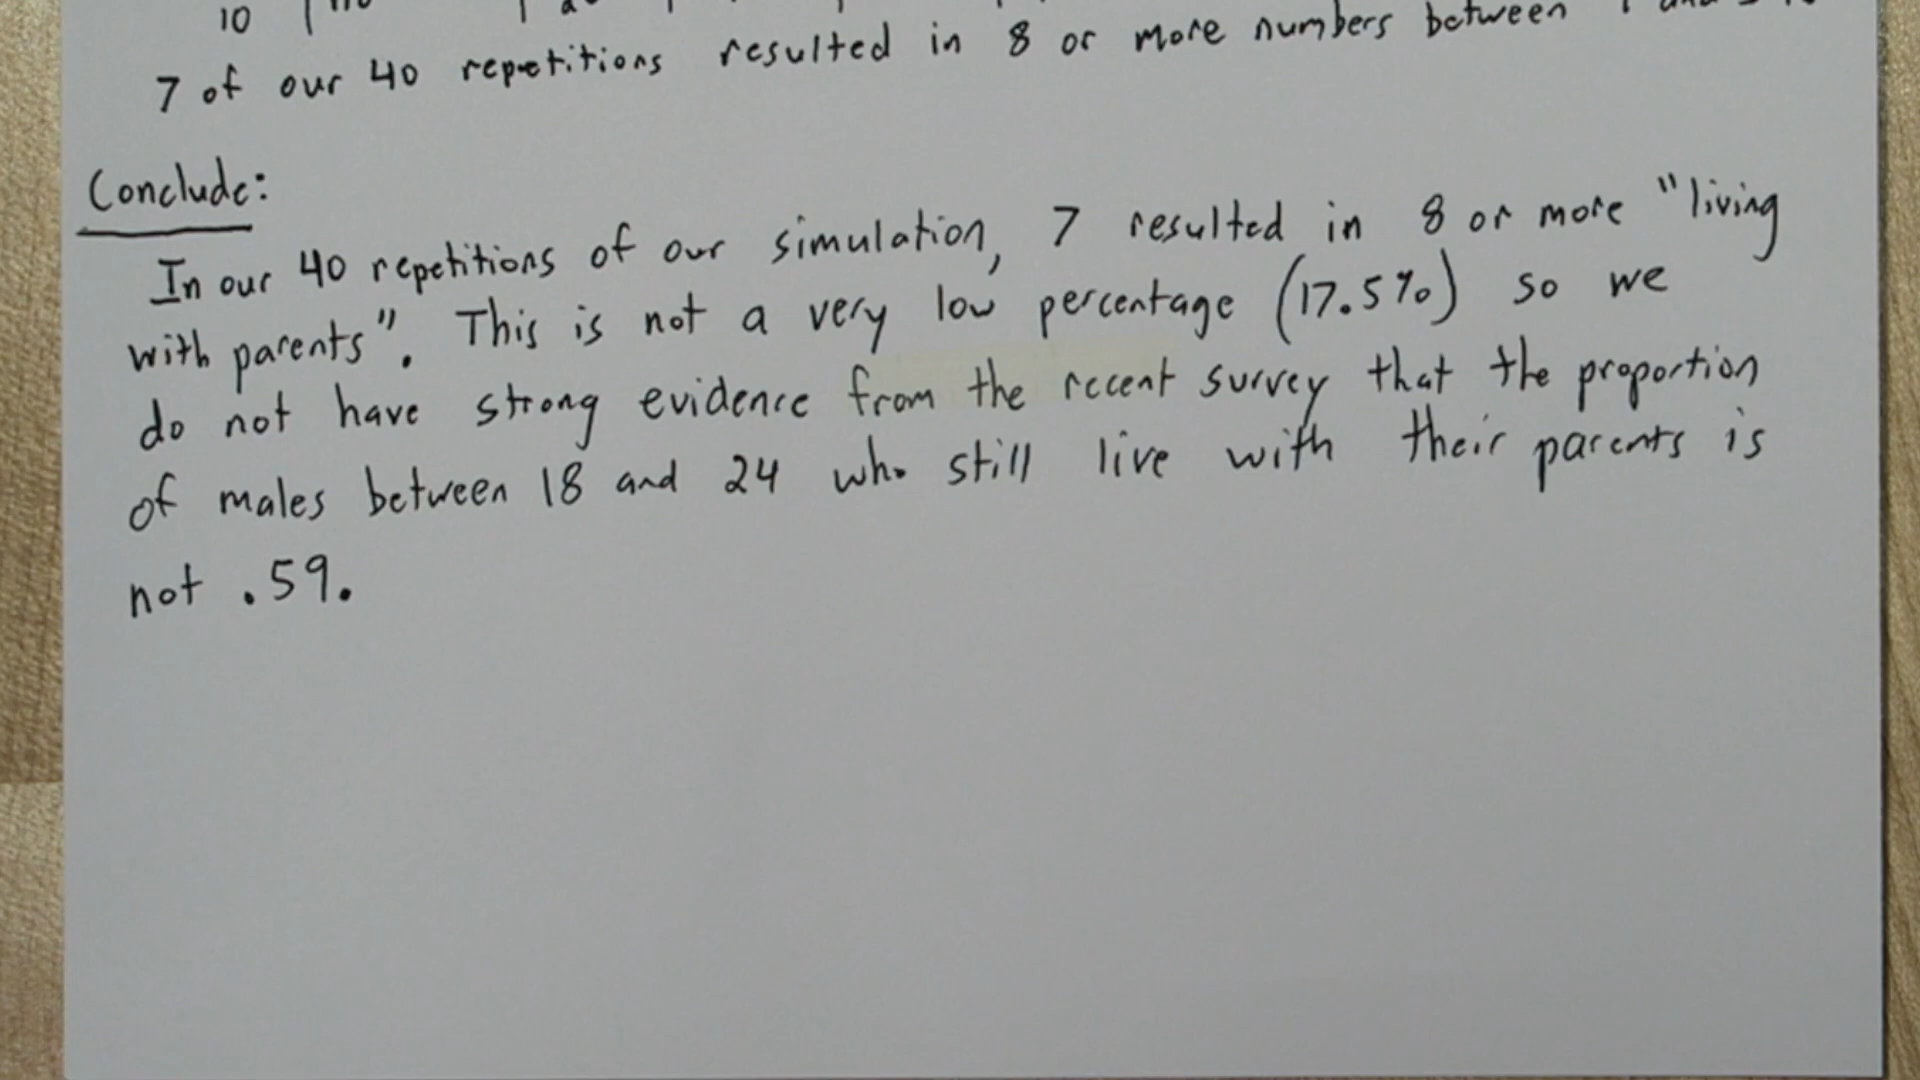 10
7 of our 40 repetitions resulted in 8 or more numbers between
Conclude:
In our 40 repetitions of our simulation, 7 resulted in 8 or more "living
with parents". This is not a very low percentage (17.5%) so we
do not have strong evidence from the recent survey that the proportion
of males between 18 and 24 who still live with their parents is
not .59.